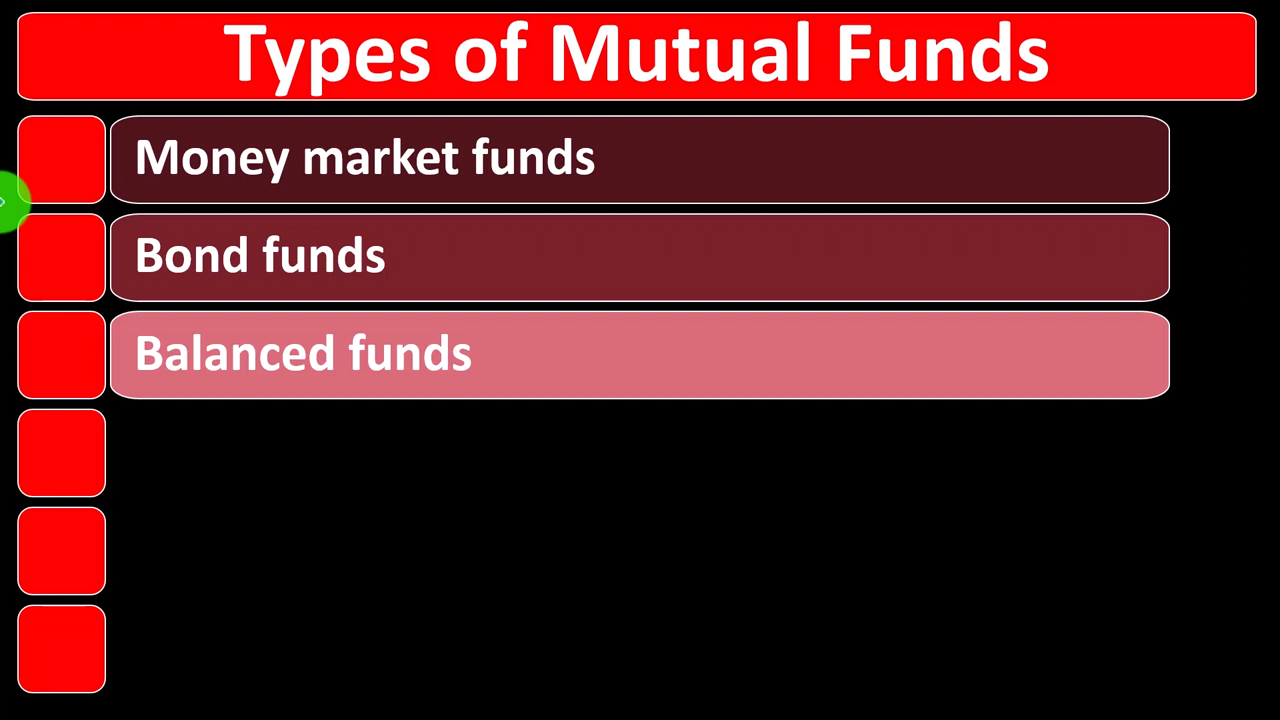 Types of Mutual Funds
Money market funds
Bond funds
Balanced funds